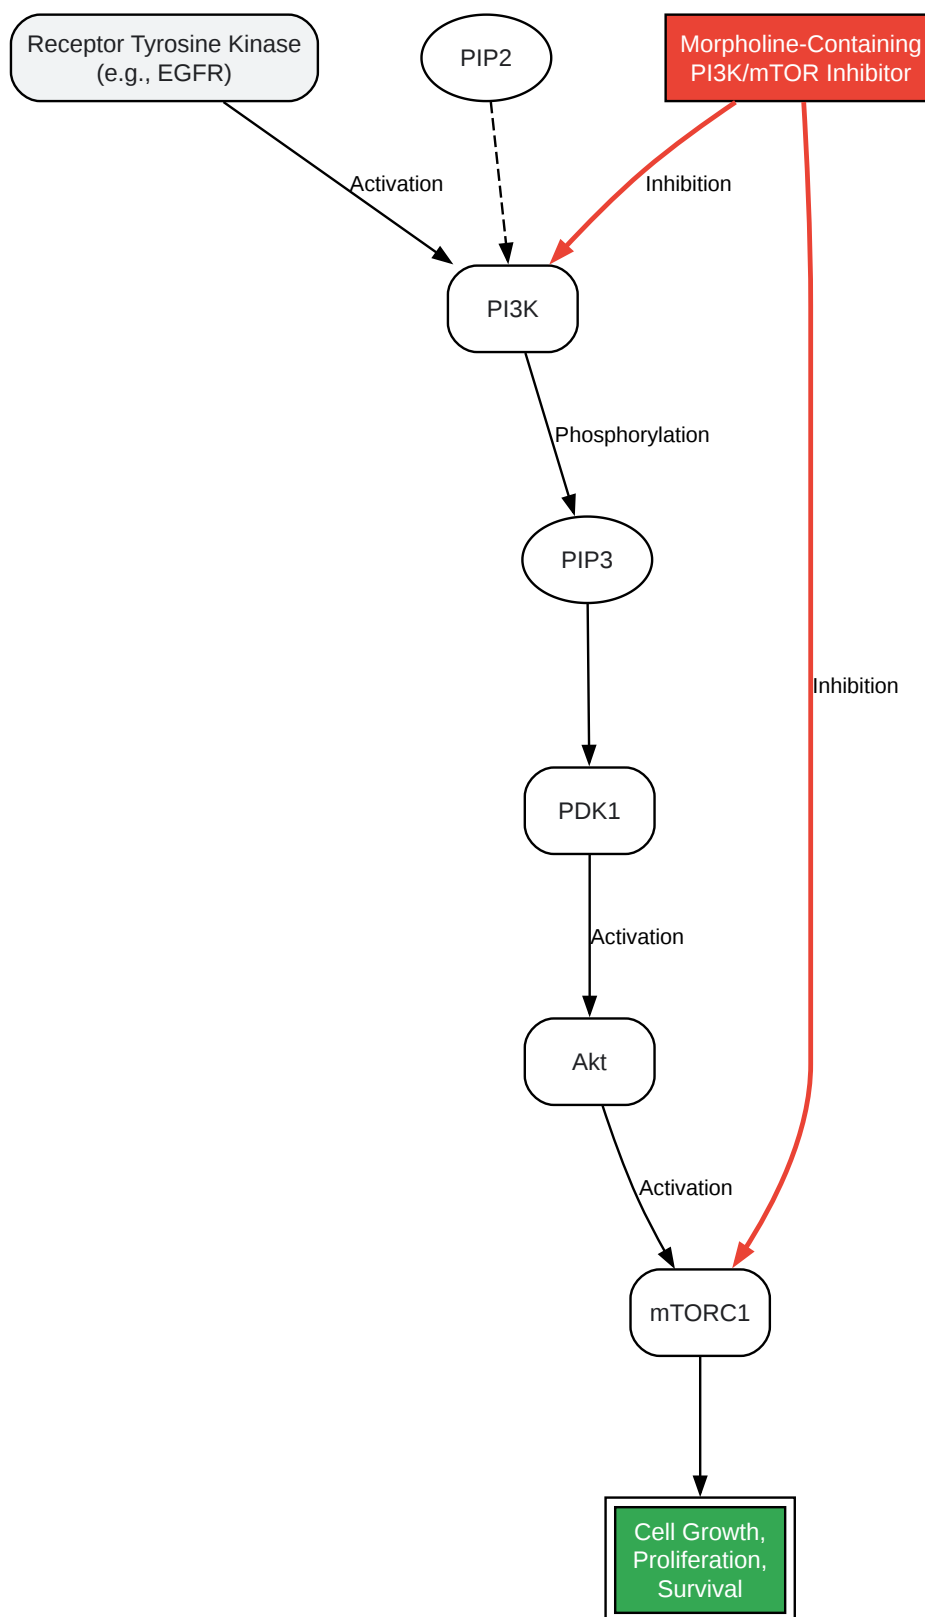 Receptor Tyrosine Kinase
(e.g., EGFR)
PIP2
Morpholine-Containing
PI3K/mTOR Inhibitor
Activation
Inhibition
PI3K
Phosphorylation
PIP3
Inhibition
PDK1
Activation
Akt
Activation
mTORC1
Cell Growth,
Proliferation,
Survival